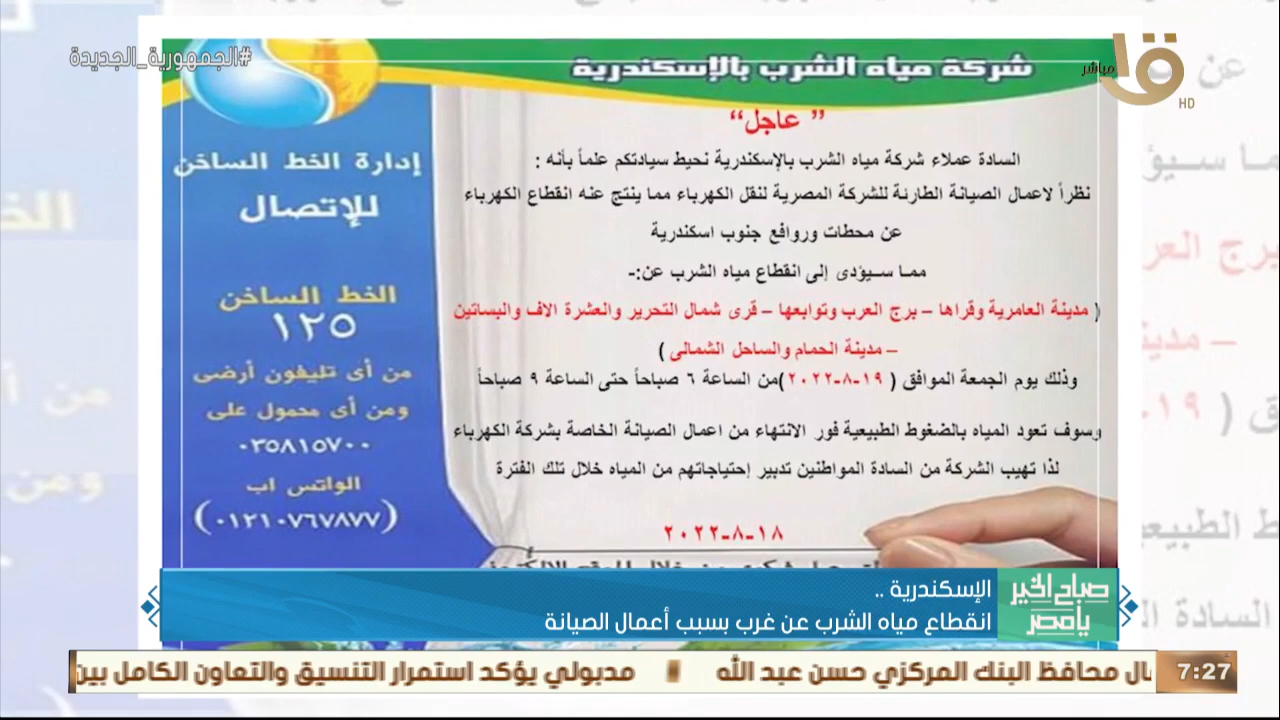 #الجمهورية_الجديدة
مباشر
HD
شركة مياه الشرب بالإسكندرية
” عاجل“
السادة عملاء شركة مياه الشرب بالإسكندرية نحيط سيادتكم علماً بأنه :
نظراً لاعمال الصيانة الطارئة للشركة المصرية لنقل الكهرباء مما ينتج عنه انقطاع الكهرباء
عن محطات وروافع جنوب اسكندرية
مما سيؤدى إلى انقطاع مياه الشرب عن:-
( مدينة العامرية وقراها – برج العرب وتوابعها – قرى شمال التحرير والعشرة الاف والبساتين
– مدينة الحمام والساحل الشمالى )
وذلك يوم الجمعة الموافق ( ١٩-٨-٢٠٢٢)من الساعة ٦ صباحاً حتى الساعة ٩ صباحاً
وسوف تعود المياه بالضغوط الطبيعية فور الانتهاء من اعمال الصيانة الخاصة بشركة الكهرباء
لذا تهيب الشركة من السادة المواطنين تدبير إحتياجاتهم من المياه خلال تلك الفترة
١٨-٨-٢٠٢٢
إدارة الخط الساخن
للإتصال
الخط الساخن
١٢٥
من أى تليفون أرضى
ومن أى محمول على
٠٣٥٨١٥٧٠٠
الواتس اب
(٠١٢١٠٧٦٧٨٧٧)
صباح الخير
يا مصر
الإسكندرية ..
انقطاع مياه الشرب عن غرب بسبب أعمال الصيانة
7:27
محافظ البنك المركزي حسن عبد الله
مدبولي يؤكد استمرار التنسيق والتعاون الكامل بين